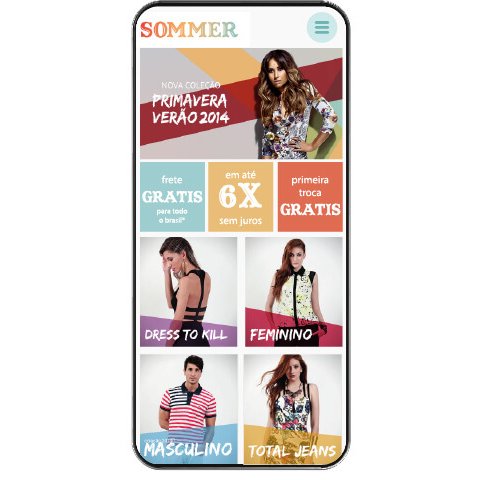 SOMMER
NOVA COLEÇÃO
PRIMAVERA
VERÃO 2014
frete
GRATIS
para todo
o brasil*
em até
6X
sem juros
primeira
troca
GRATIS
DRESS TO KILL
FEMININO
MASCULINO
TOTAL JEANS